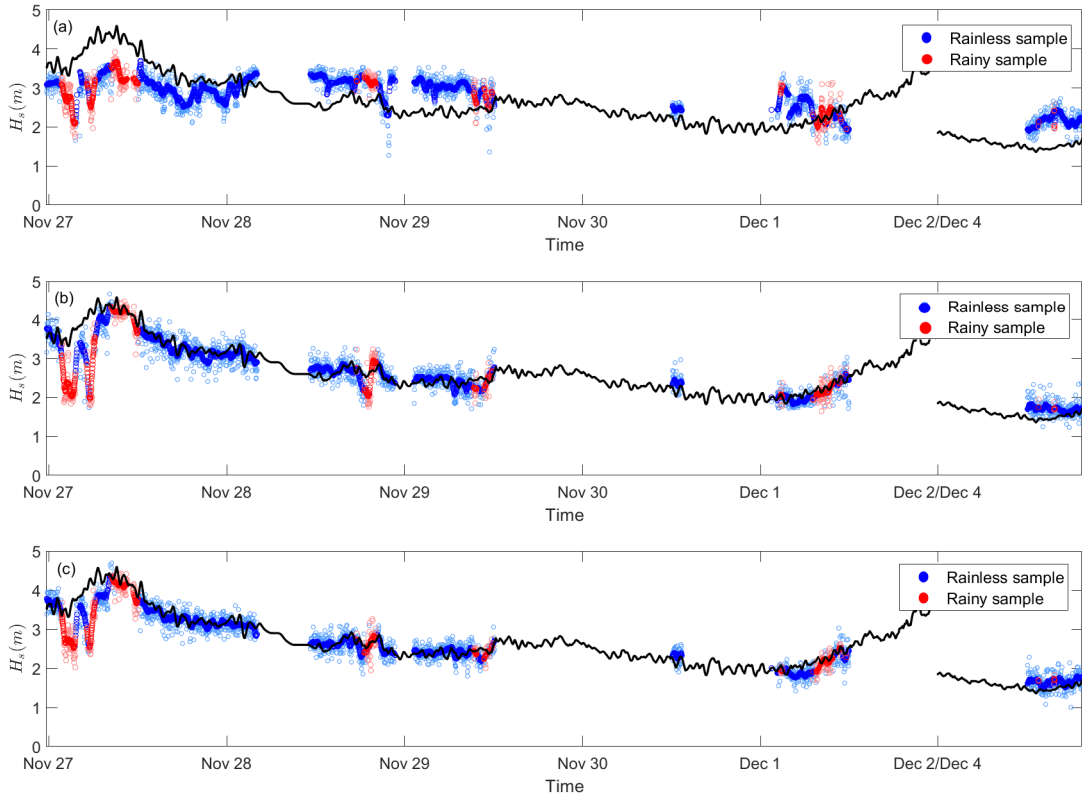 (a)
Rainless sample
Rainy sample
H_s(m)
5
4
3
2
1
0
Nov 27 Nov 28 Nov 29 Nov 30 Dec 1 Dec 2/Dec 4
Time
(b)
Rainless sample
Rainy sample
H_s(m)
5
4
3
2
1
0
Nov 27 Nov 28 Nov 29 Nov 30 Dec 1 Dec 2/Dec 4
Time
(c)
Rainless sample
Rainy sample
H_s(m)
5
4
3
2
1
0
Nov 27 Nov 28 Nov 29 Nov 30 Dec 1 Dec 2/Dec 4
Time